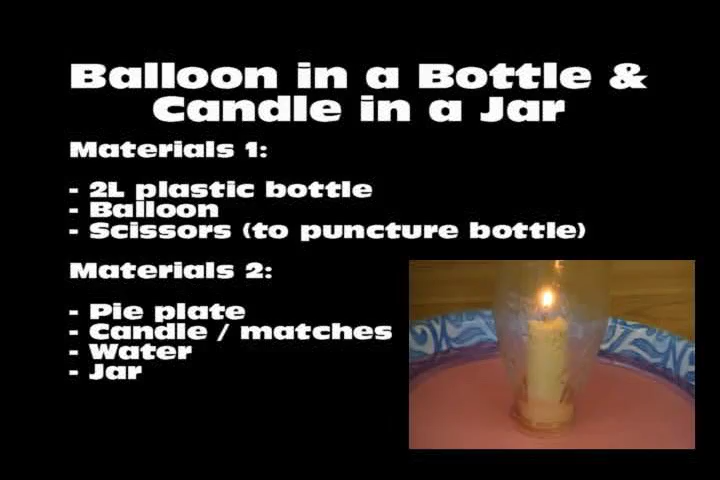 Balloon in a Bottle &
Candle in a Jar
Materials 1:
- 2L plastic bottle
- Balloon
- Scissors (to puncture bottle)
Materials 2:
- Pie plate
- Candle / matches
- Water
- Jar